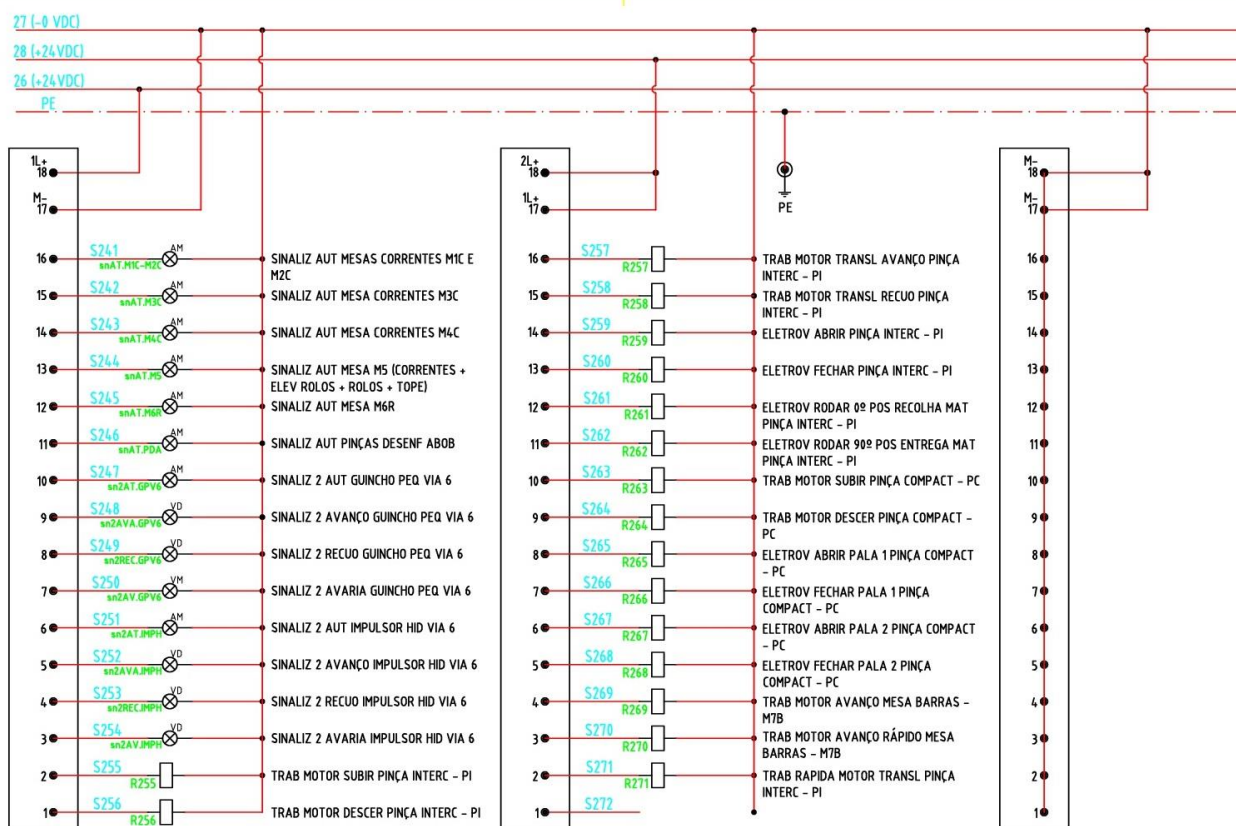 27 (-0 VDC)
28 (+24VDC)
26 (+24VDC)
PE
1L+
18
M-
17
16 S241 snAT.M1C-M2C AM SINALIZ AUT MESAS CORRENTES M1C E
M2C
15 S242 snAT.M3C AM SINALIZ AUT MESA CORRENTES M3C
14 S243 snAT.M4C AM SINALIZ AUT MESA CORRENTES M4C
13 S244 snAT.M5 AM SINALIZ AUT MESA M5 (CORRENTES +
ELEV ROLOS + ROLOS + TOPE)
12 S245 snAT.M6R AM SINALIZ AUT MESA M6R
11 S246 snAT.PDA AM SINALIZ AUT PINÇAS DESENF ABOB
10 S247 sn2AT.GPV6 AM SINALIZ 2 AUT GUINCHO PEQ VIA 6
9 S248 sn2AVA.GPV6 VD SINALIZ 2 AVANÇO GUINCHO PEQ VIA 6
8 S249 sn2REC.GPV6 VD SINALIZ 2 RECUO GUINCHO PEQ VIA 6
7 S250 sn2AV.GPV6 VM SINALIZ 2 AVARIA GUINCHO PEQ VIA 6
6 S251 sn2AT.IMPH AM SINALIZ 2 AUT IMPULSOR HID VIA 6
5 S252 sn2AVA.IMPH VD SINALIZ 2 AVANÇO IMPULSOR HID VIA 6
4 S253 sn2REC.IMPH VD SINALIZ 2 RECUO IMPULSOR HID VIA 6
3 S254 sn2AV.IMPH VD SINALIZ 2 AVARIA IMPULSOR HID VIA 6
2 S255 R255 TRAB MOTOR SUBIR PINÇA INTERC - PI
1 S256 R256 TRAB MOTOR DESCER PINÇA INTERC - PI
2L+
18
1L+
17
PE
16 S257 R257 TRAB MOTOR TRANSL AVANÇO PINÇA
INTERC - PI
15 S258 R258 TRAB MOTOR TRANSL RECUO PINÇA
INTERC - PI
14 S259 R259 ELETROV ABRIR PINÇA INTERC - PI
13 S260 R260 ELETROV FECHAR PINÇA INTERC - PI
12 S261 R261 ELETROV RODAR 0º POS RECOLHA MAT
PINÇA INTERC - PI
11 S262 R262 ELETROV RODAR 90º POS ENTREGA MAT
PINÇA INTERC - PI
10 S263 R263 TRAB MOTOR SUBIR PINÇA COMPACT - PC
9 S264 R264 TRAB MOTOR DESCER PINÇA COMPACT -
PC
8 S265 R265 ELETROV ABRIR PALA 1 PINÇA COMPACT
- PC
7 S266 R266 ELETROV FECHAR PALA 1 PINÇA
COMPACT - PC
6 S267 R267 ELETROV ABRIR PALA 2 PINÇA COMPACT
- PC
5 S268 R268 ELETROV FECHAR PALA 2 PINÇA
COMPACT - PC
4 S269 R269 TRAB MOTOR AVANÇO MESA BARRAS -
M7B
3 S270 R270 TRAB MOTOR AVANÇO RÁPIDO MESA
BARRAS - M7B
2 S271 R271 TRAB RAPIDA MOTOR TRANSL PINÇA
INTERC - PI
1 S272
M-
18
M-
17
16
15
14
13
12
11
10
9
8
7
6
5
4
3
2
1